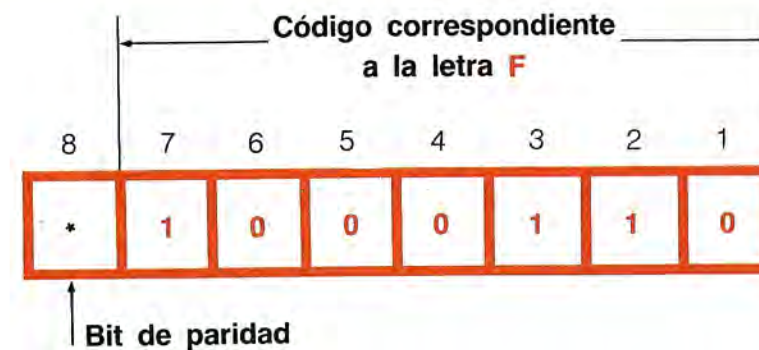 Código correspondiente
a la letra F
8 7 6 5 4 3 2 1
* 1 0 0 0 1 1 0
Bit de paridad